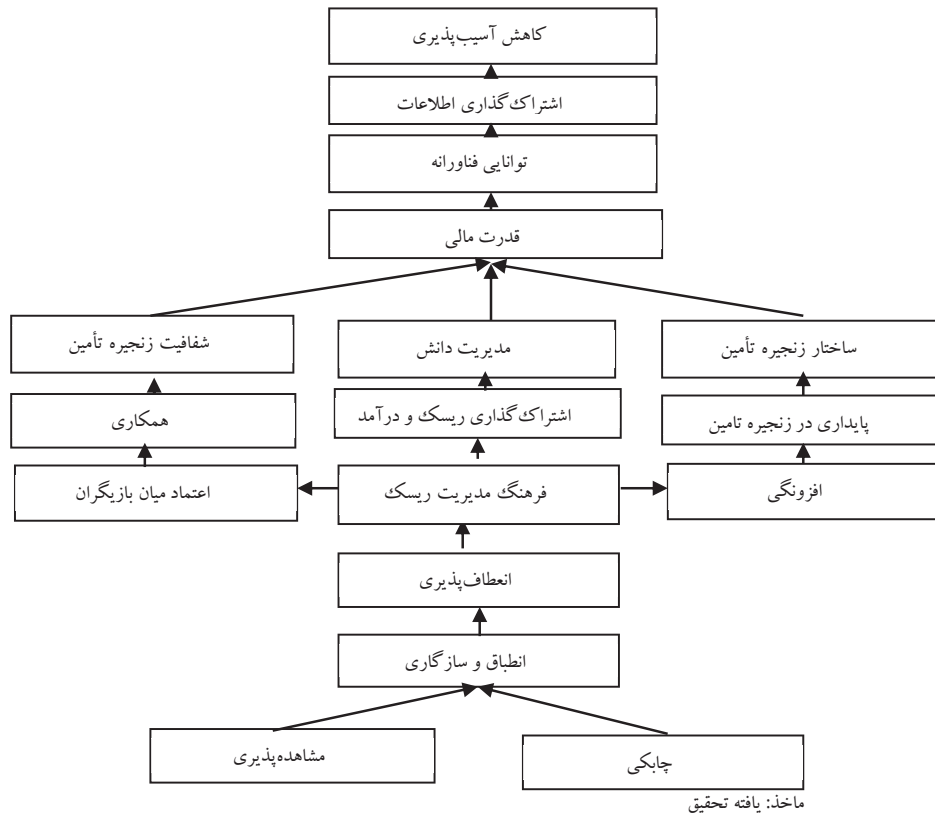 کاهش آسیب‌پذیری
اشتراک‌گذاری اطلاعات
توانایی فناورانه
قدرت مالی
ساختار زنجیره تأمین
مدیریت دانش
شفافیت زنجیره تأمین
پایداری در زنجیره تامین
اشتراک‌گذاری ریسک و درآمد
همکاری
افزونگی
فرهنگ مدیریت ریسک
اعتماد میان بازیگران
انعطاف‌پذیری
انطباق و سازگاری
چابکی
مشاهده‌پذیری
ماخذ: یافته تحقیق